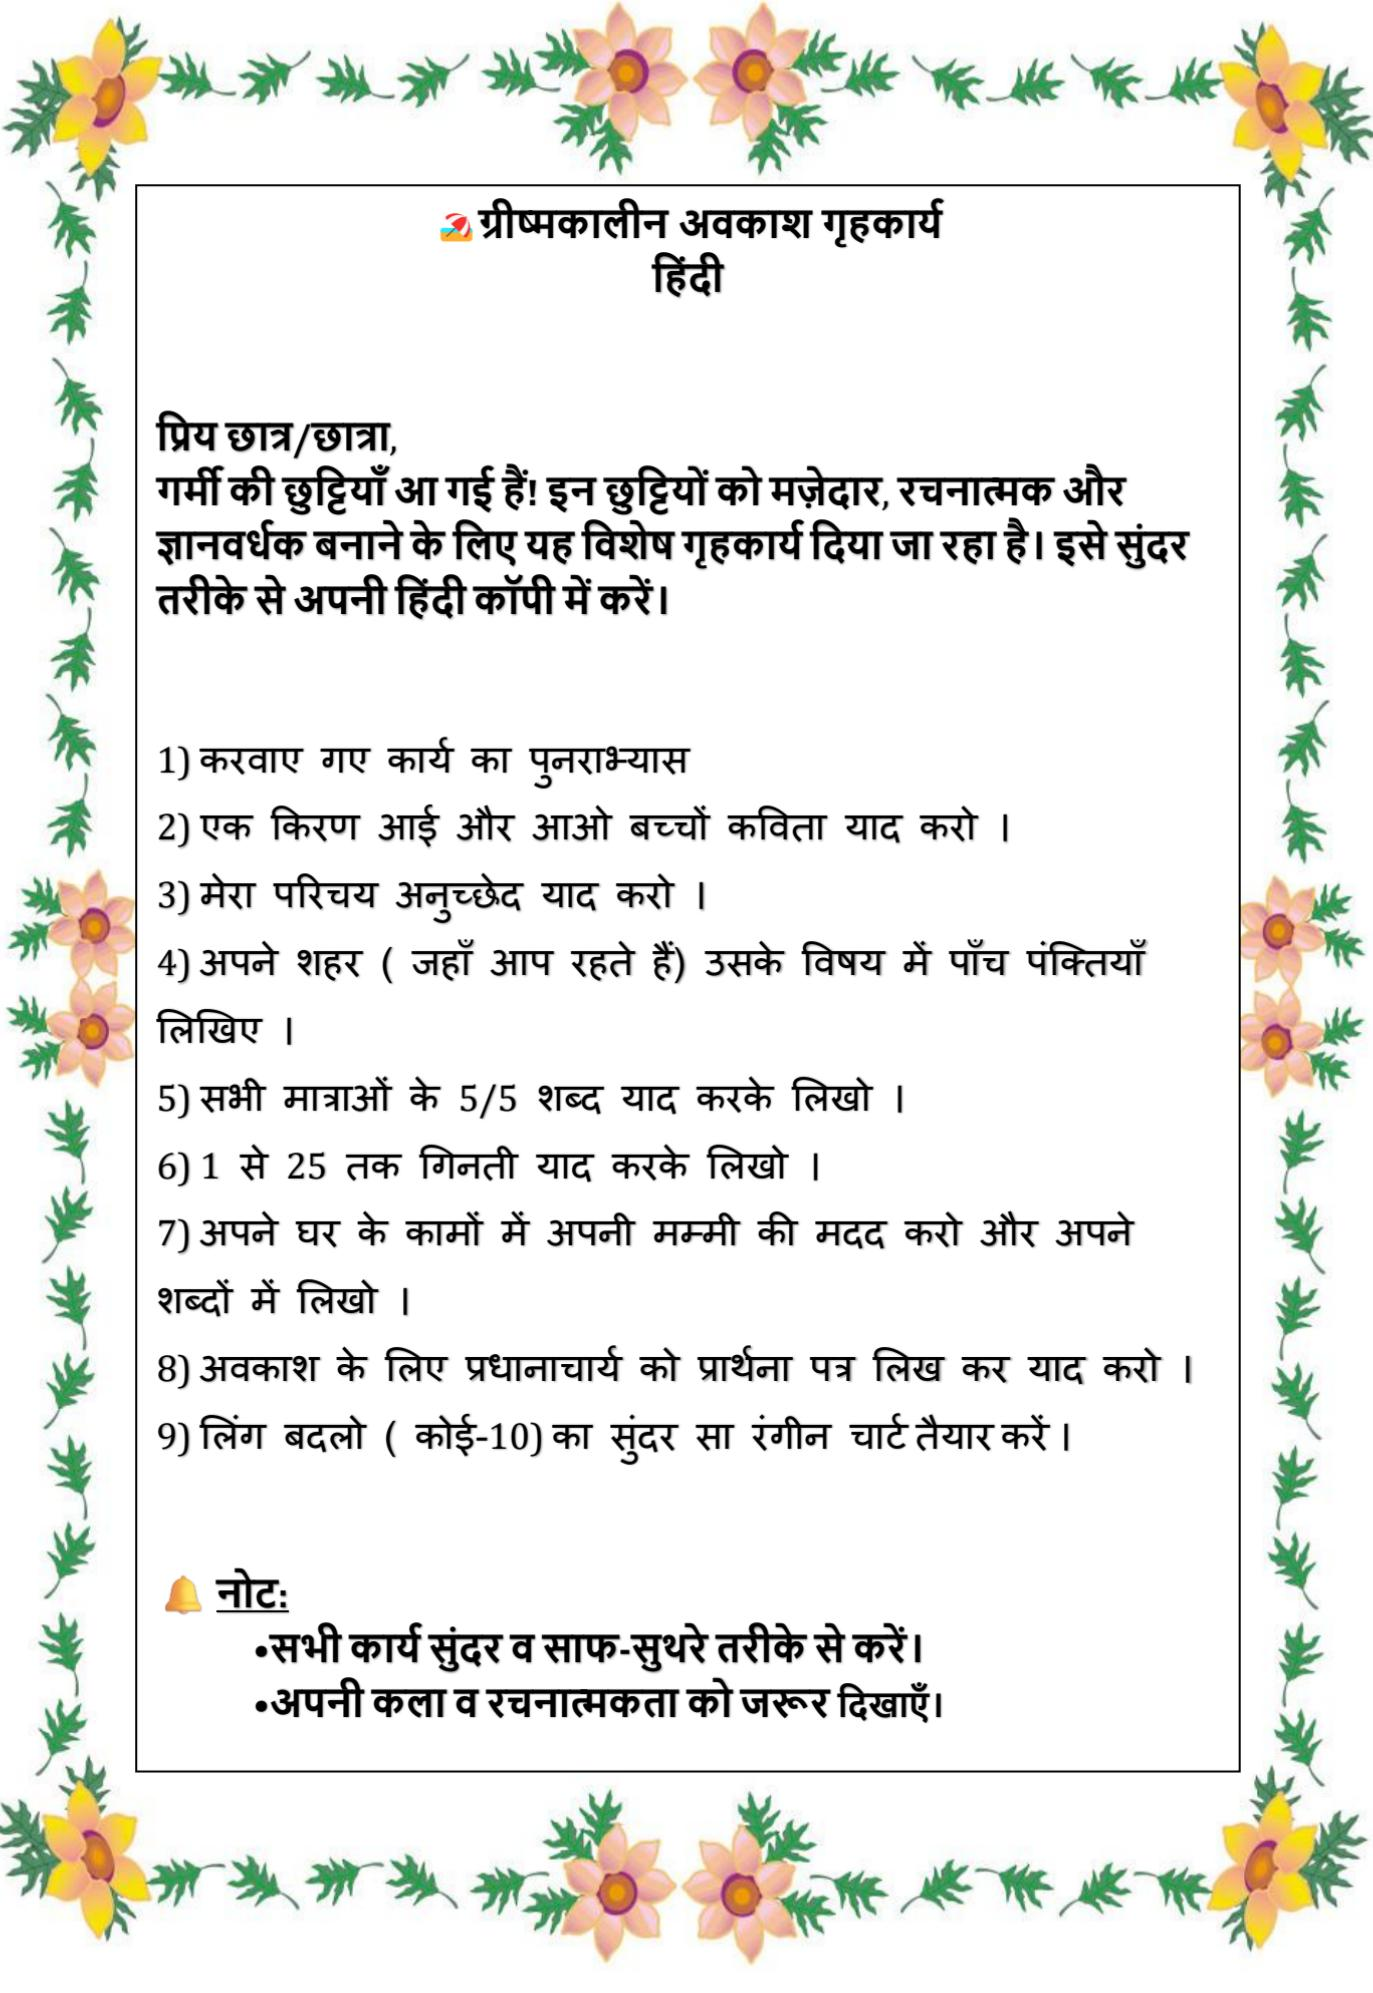 ग्रीष्मकालीन अवकाश गृहकार्य
हिंदी
प्रिय छात्र/छात्रा,
गर्मी की छुट्टियाँ आ गई हैं! इन छुट्टियों को मज़ेदार, रचनात्मक और
ज्ञानवर्धक बनाने के लिए यह विशेष गृहकार्य दिया जा रहा है। इसे सुंदर
तरीके से अपनी हिंदी कॉपी में करें।
1) करवाए गए कार्य का पुनराभ्यास
2) एक किरण आई और आओ बच्चों कविता याद करो ।
3) मेरा परिचय अनुच्छेद याद करो ।
4) अपने शहर ( जहाँ आप रहते हैं) उसके विषय में पाँच पंक्तियाँ
लिखिए ।
5) सभी मात्राओं के 5/5 शब्द याद करके लिखो ।
6) 1 से 25 तक गिनती याद करके लिखो ।
7) अपने घर के कामों में अपनी मम्मी की मदद करो और अपने
शब्दों में लिखो ।
8) अवकाश के लिए प्रधानाचार्य को प्रार्थना पत्र लिख कर याद करो ।
9) लिंग बदलो ( कोई-10) का सुंदर सा रंगीन चार्ट तैयार करें ।
नोट:
•सभी कार्य सुंदर व साफ-सुथरे तरीके से करें।
•अपनी कला व रचनात्मकता को जरूर दिखाएँ।